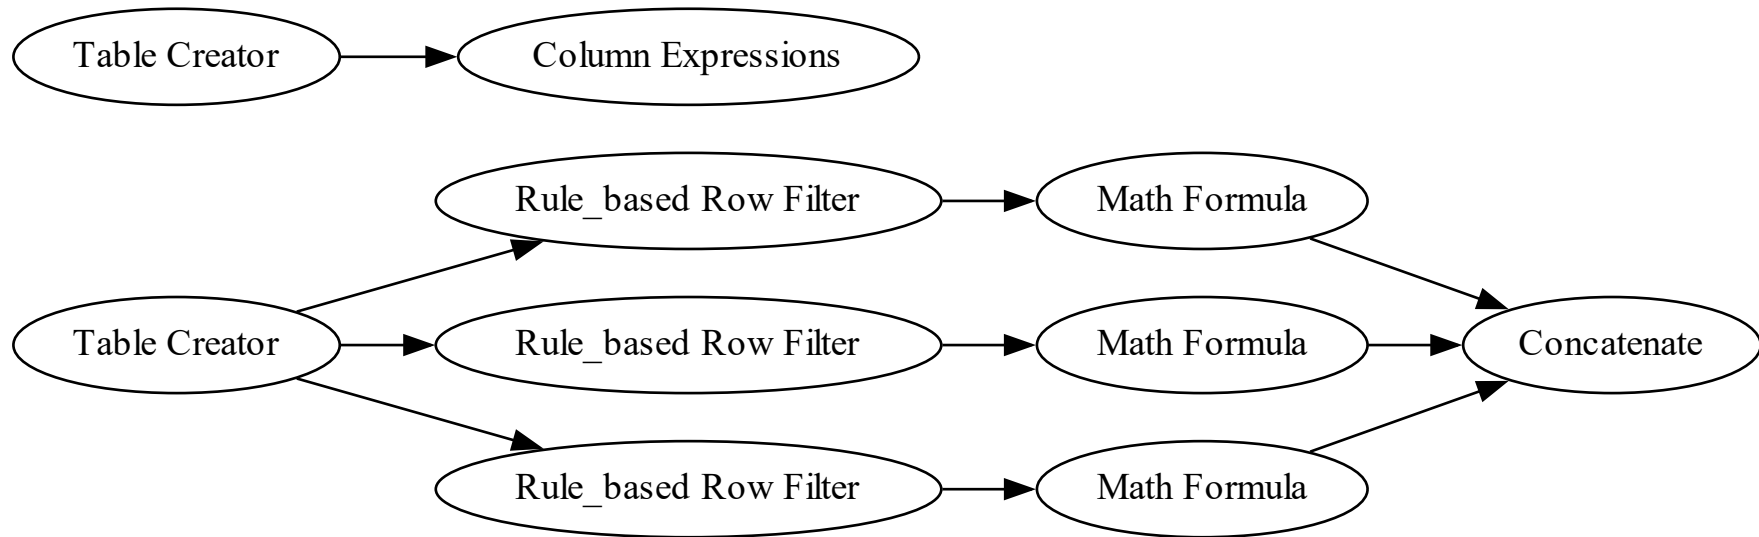 Table Creator
Column Expressions
Rule_based Row Filter
Math Formula
Table Creator
Rule_based Row Filter
Math Formula
Concatenate
Rule_based Row Filter
Math Formula